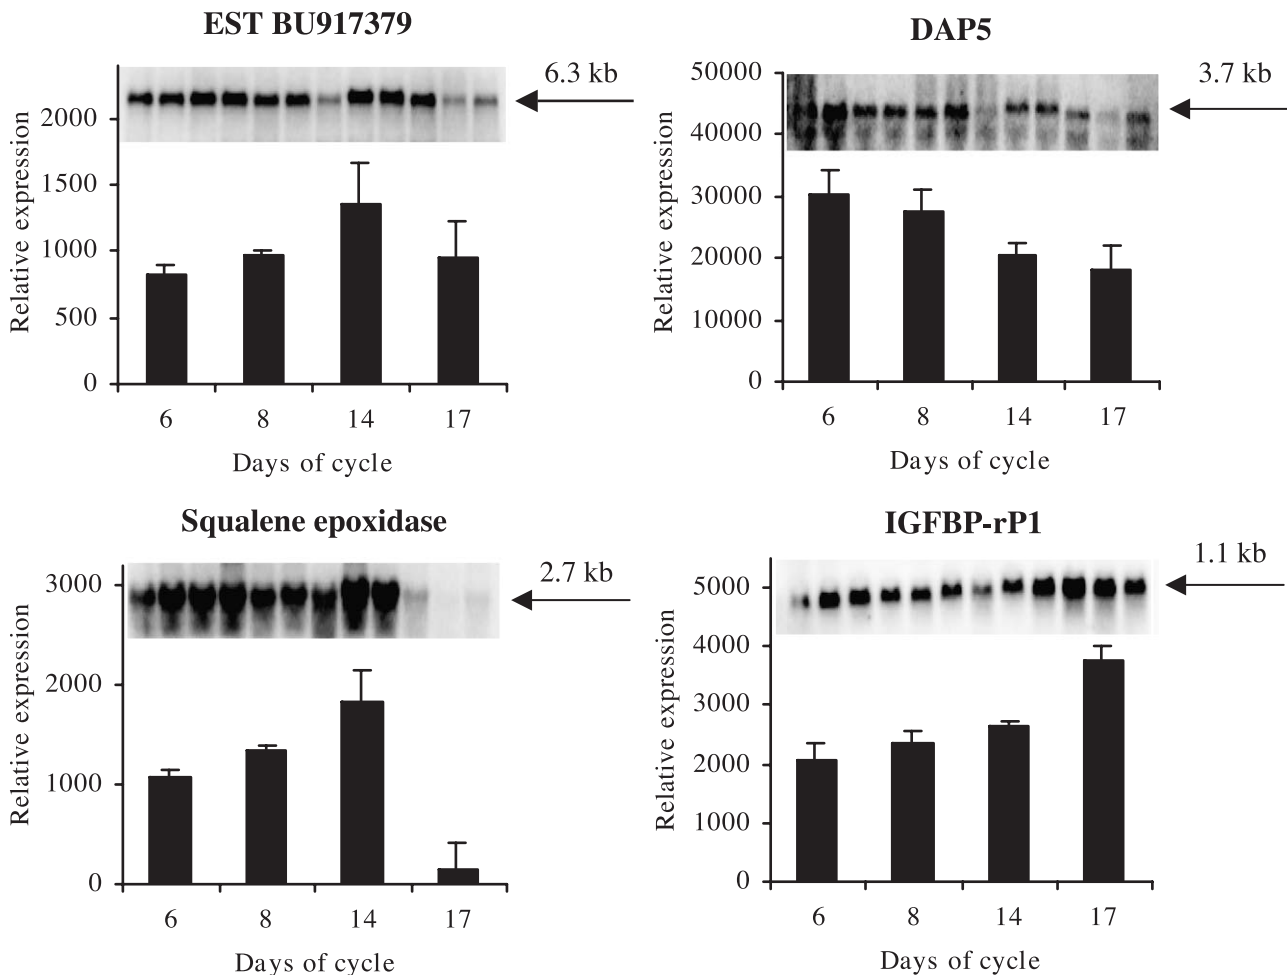 EST BU917379
6.3 kb
2000
1500
1000
500
0
Relative expression
6 8 14 17
Days of cycle
DAP5
3.7 kb
50000
40000
30000
20000
10000
0
Relative expression
6 8 14 17
Days of cycle
Squalene epoxidase
2.7 kb
3000
2000
1000
0
Relative expression
6 8 14 17
Days of cycle
IGFBP-rP1
1.1 kb
5000
4000
3000
2000
1000
0
Relative expression
6 8 14 17
Days of cycle